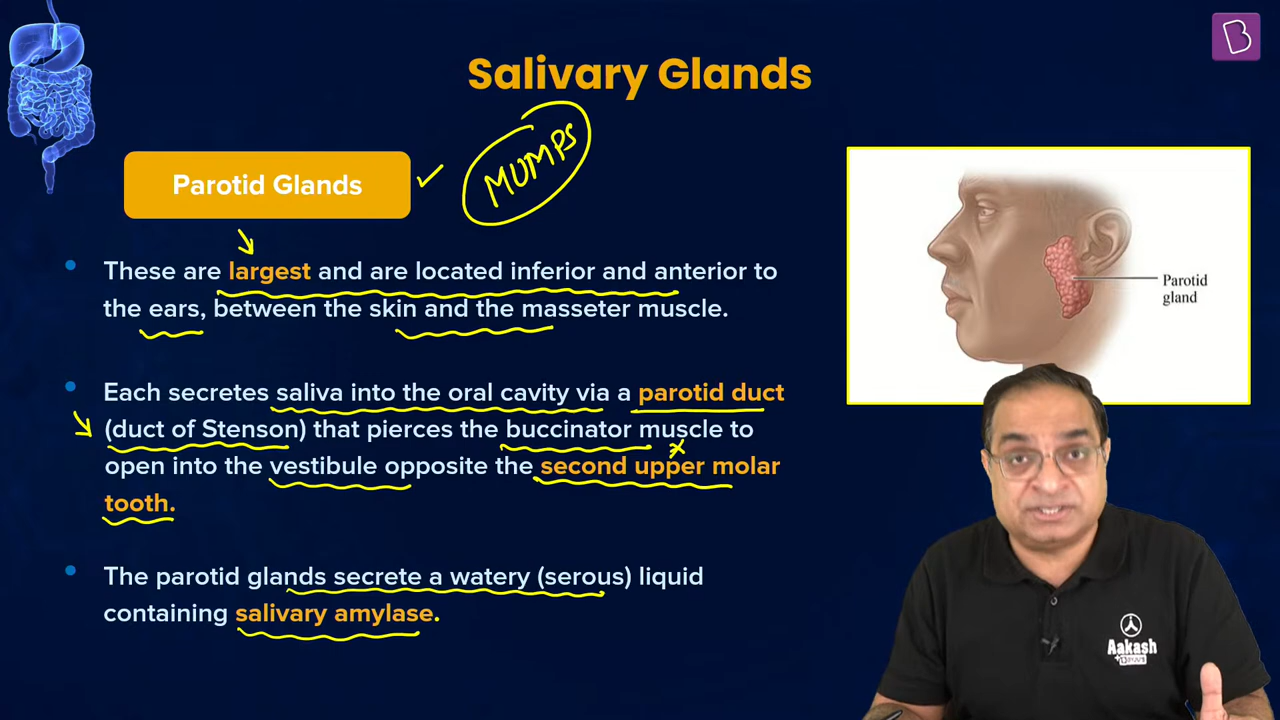 Salivary Glands
Parotid Glands
MUMPS
These are largest and are located inferior and anterior to
the ears, between the skin and the masseter muscle.
Each secretes saliva into the oral cavity via a parotid duct
(duct of Stenson) that pierces the buccinator muscle to
open into the vestibule opposite the second upper molar
tooth.
The parotid glands secrete a watery (serous) liquid
containing salivary amylase.
Parotid
gland
Aakash
+BYJU'S
B